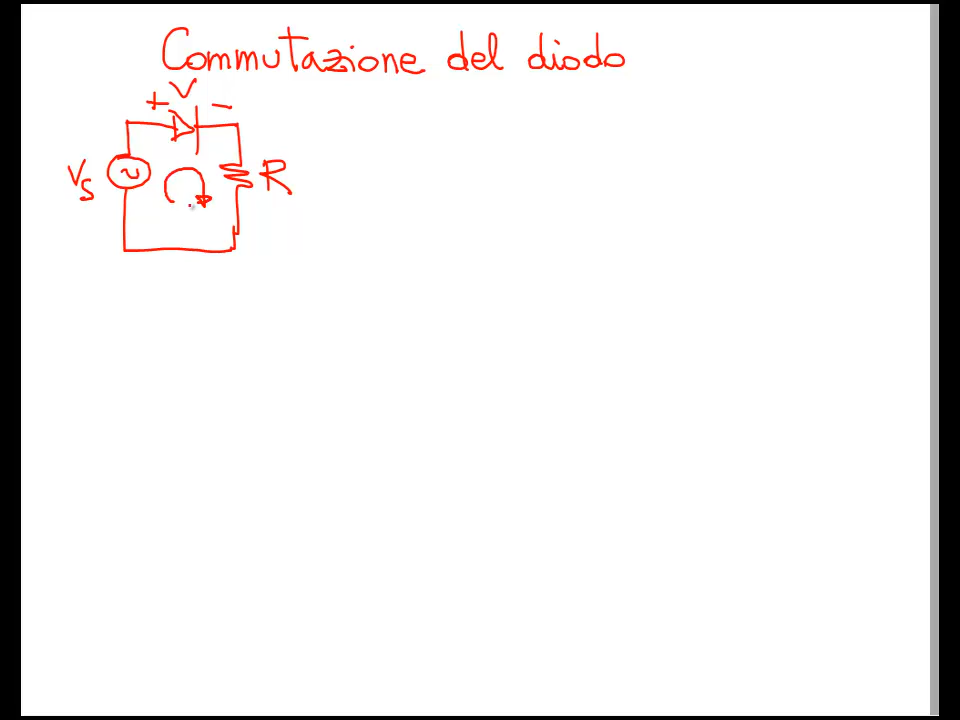 Commutazione del diodo
+ V −
Vs
R